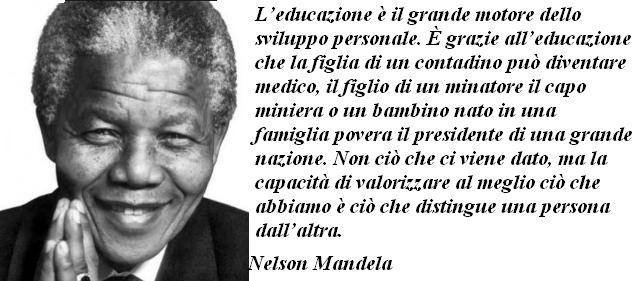 L’educazione è il grande motore dello
sviluppo personale. È grazie all’educazione
che la figlia di un contadino può diventare
medico, il figlio di un minatore il capo
miniera o un bambino nato in una
famiglia povera il presidente di una grande
nazione. Non ciò che ci viene dato, ma la
capacità di valorizzare al meglio ciò che
abbiamo è ciò che distingue una persona
dall’altra.
Nelson Mandela